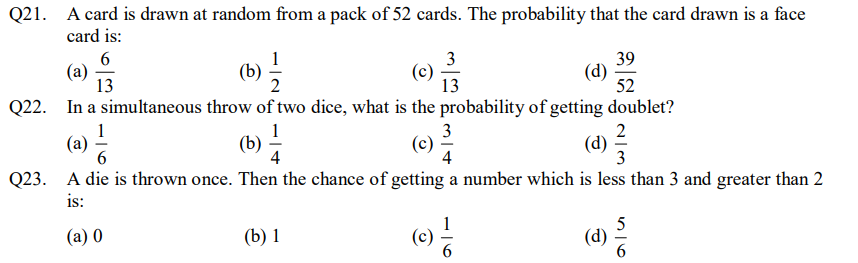 Q21. A card is drawn at random from a pack of 52 cards. The probability that the card drawn is a face
card is:
(a) 6/13 (b) 1/2 (c) 3/13 (d) 39/52
Q22. In a simultaneous throw of two dice, what is the probability of getting doublet?
(a) 1/6 (b) 1/4 (c) 3/4 (d) 2/3
Q23. A die is thrown once. Then the chance of getting a number which is less than 3 and greater than 2
is:
(a) 0 (b) 1 (c) 1/6 (d) 5/6